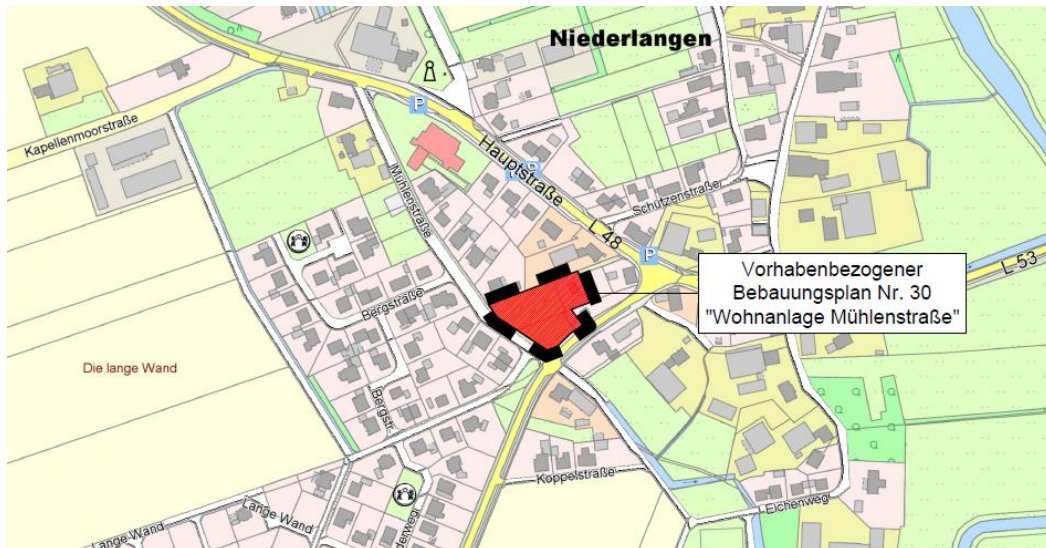 Niederlangen
Kapellenmoorstraße
P
Hauptstraße
Mühlenstraße
Schützenstraße
L 48
P
L 53
Vorhabenbezogener
Bebauungsplan Nr. 30
"Wohnanlage Mühlenstraße"
Bergstraße
Die lange Wand
Bergstr.
Koppelstraße
Eichenweg
Lange Wand
Lange Wand